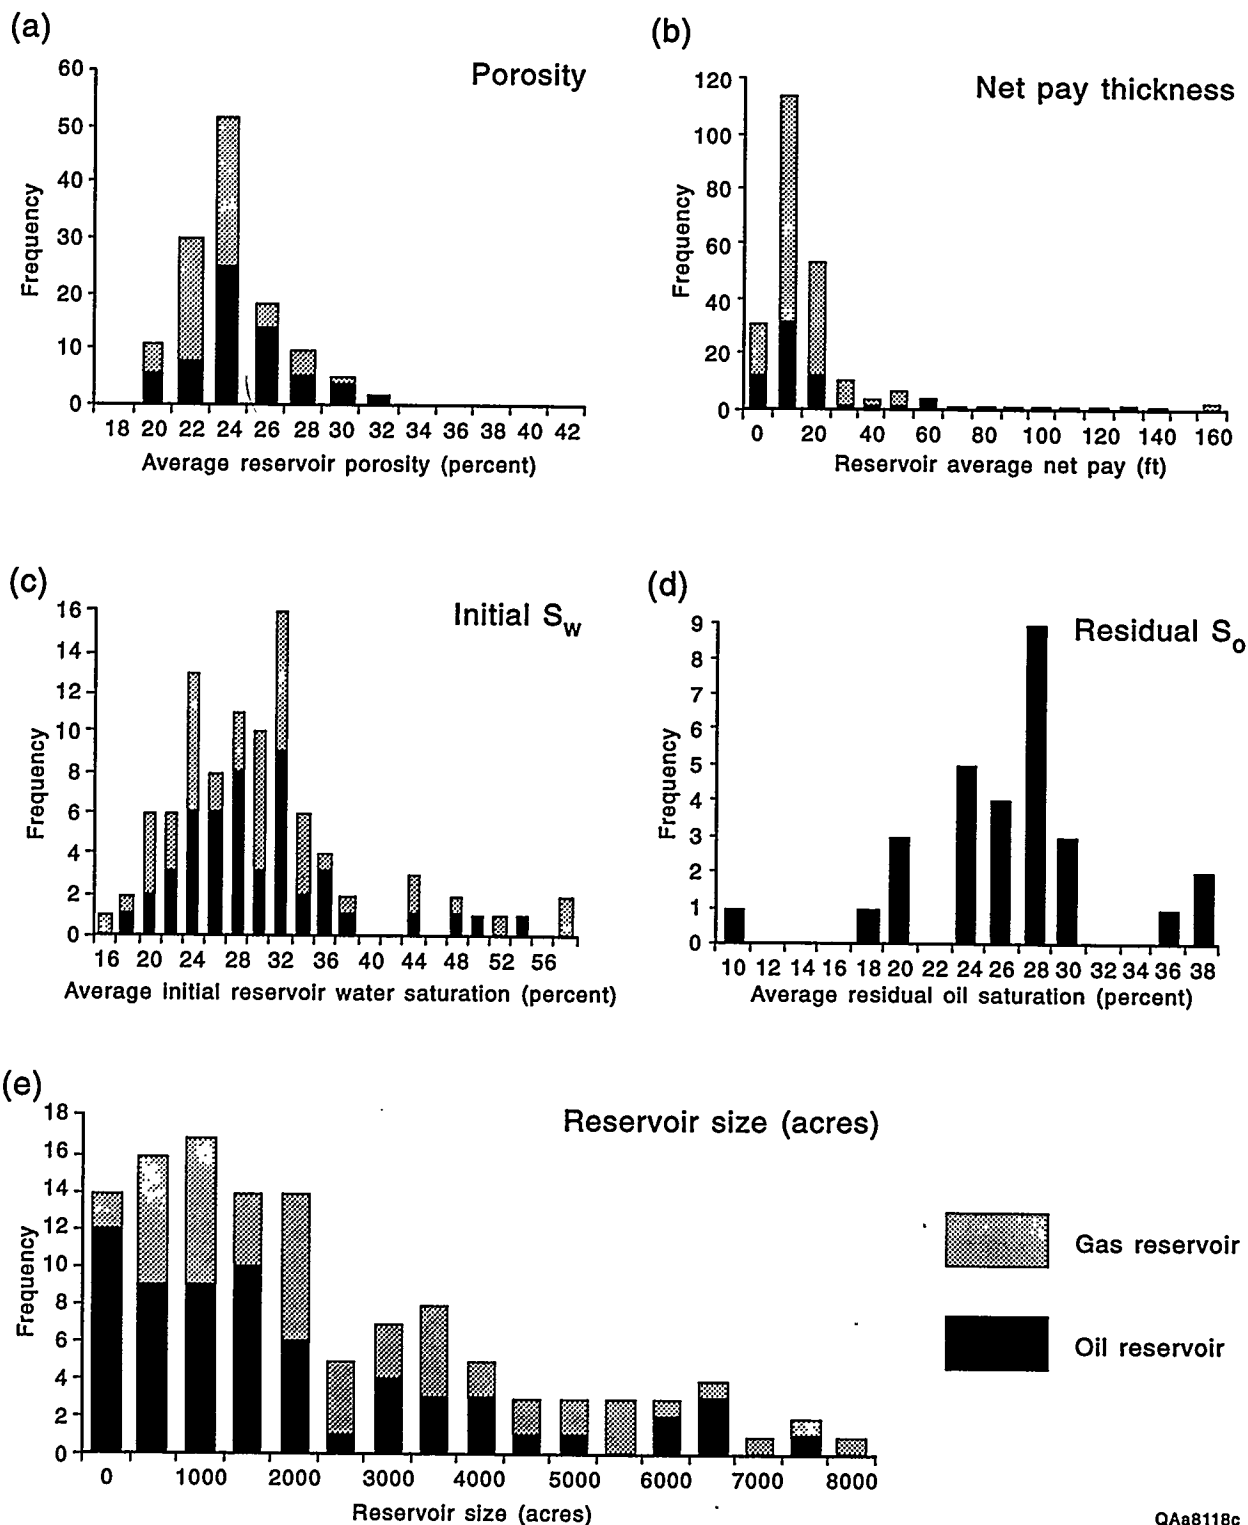 (a)
Porosity
60
50
40
30
20
10
0
Frequency
18 20 22 24 26 28 30 32 34 36 38 40 42
Average reservoir porosity (percent)
(b)
Net pay thickness
120
100
80
60
40
20
0
Frequency
0 20 40 60 100 120 140 160
Reservoir average net pay (ft)
(c)
Initial Sw
16
14
12
10
8
6
4
2
0
Frequency
16 20 24 28 32 36 40 44 48 52 56
Average initial reservoir water saturation (percent)
(d)
Residual So
9
8
7
6
5
4
3
2
1
0
Frequency
10 12 14 16 18 20 22 24 26 28 30 32 34 36 38
Average residual oil saturation (percent)
(e)
Reservoir size (acres)
18
16
14
12
10
8
6
4
2
0
Frequency
0 1000 2000 3000 4000 5000 6000 7000 8000
Reservoir size (acres)
Gas reservoir
Oil reservoir
QAa8118c